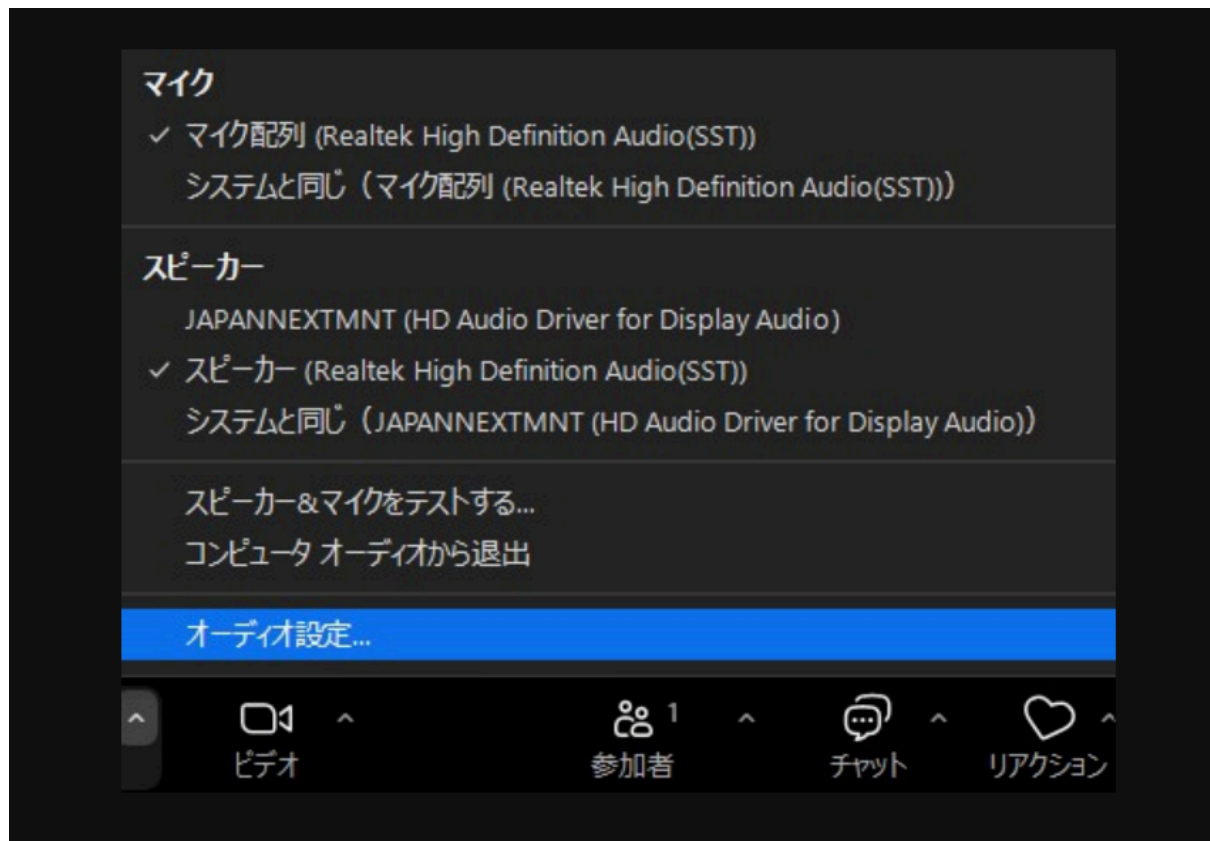 マイク
✓ マイク配列 (Realtek High Definition Audio(SST))
システムと同じ（マイク配列 (Realtek High Definition Audio(SST)))
スピーカー
JAPANNEXTMNT (HD Audio Driver for Display Audio)
✓ スピーカー (Realtek High Definition Audio(SST))
システムと同じ（JAPANNEXTMNT (HD Audio Driver for Display Audio)）
スピーカー&マイクをテストする...
コンピュータ オーディオから退出
オーディオ設定...
1
ビデオ 参加者 チャット リアクション